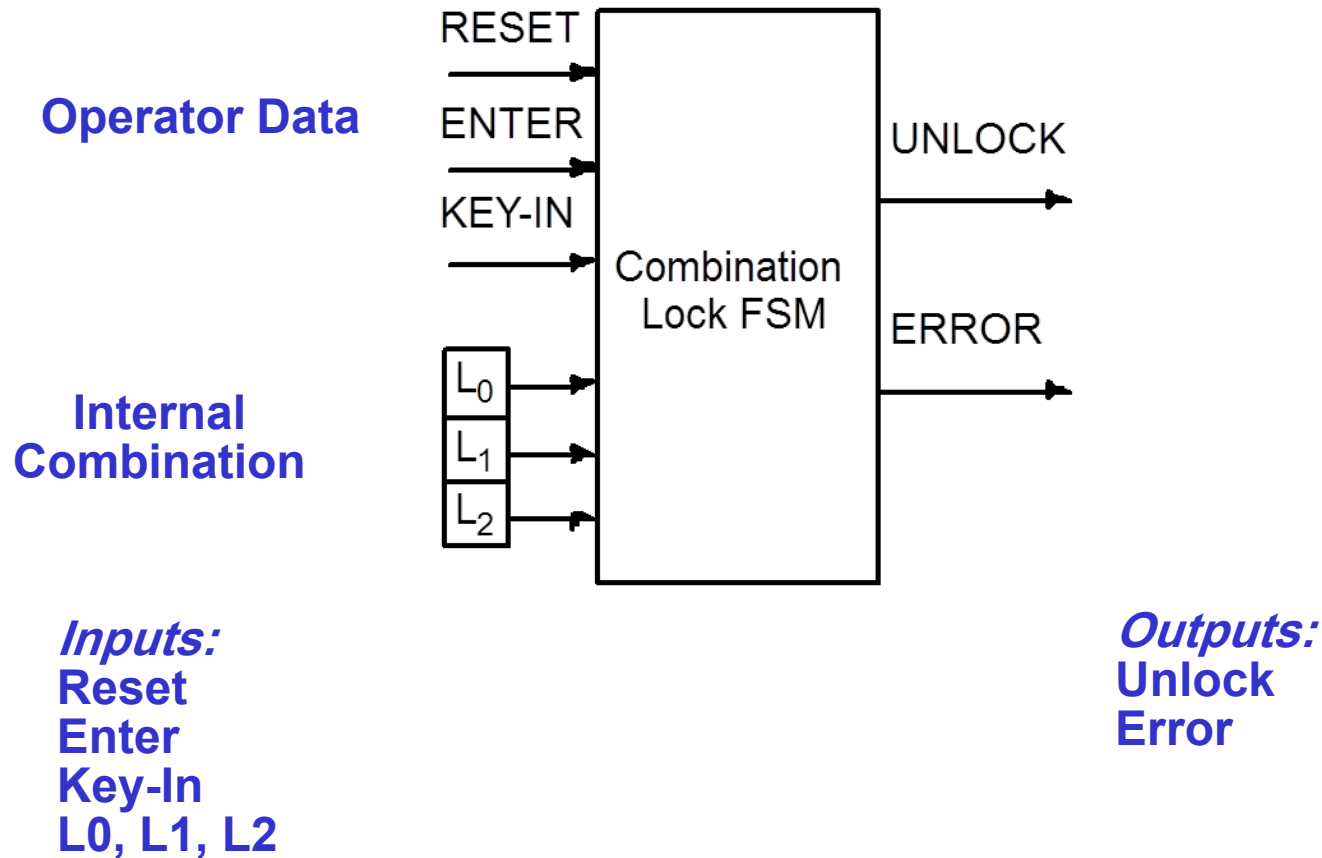 RESET
Operator Data
ENTER
UNLOCK
KEY-IN
Combination
Lock FSM
ERROR
L0
Internal
Combination
L1
L2
Inputs:
Reset
Enter
Key-In
L0, L1, L2
Outputs:
Unlock
Error